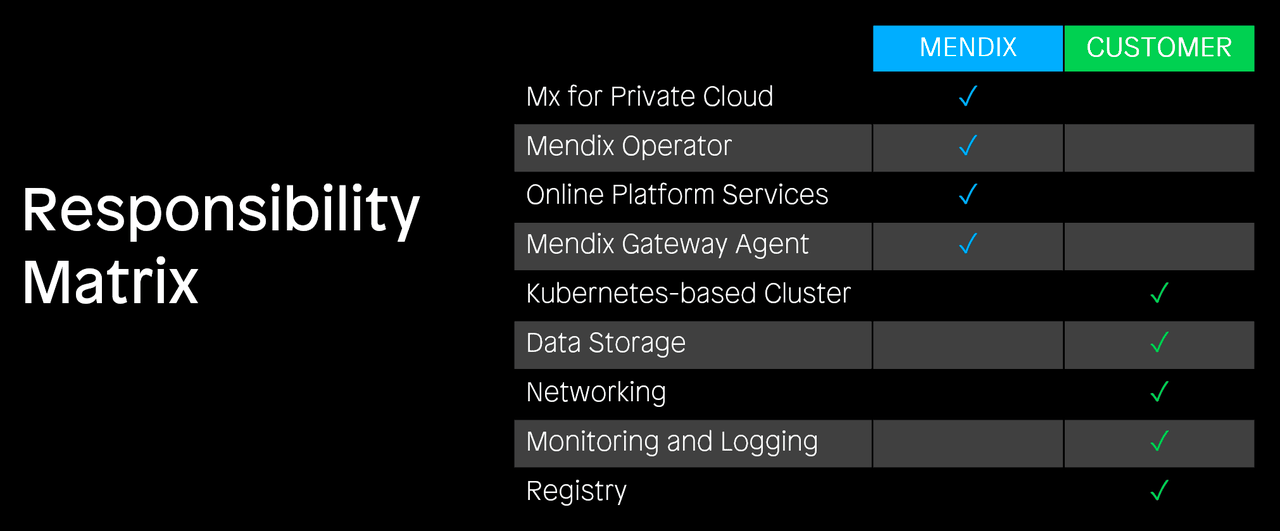 Responsibility
Matrix
MENDIX CUSTOMER
Mx for Private Cloud ✓
Mendix Operator ✓
Online Platform Services ✓
Mendix Gateway Agent ✓
Kubernetes-based Cluster ✓
Data Storage ✓
Networking ✓
Monitoring and Logging ✓
Registry ✓